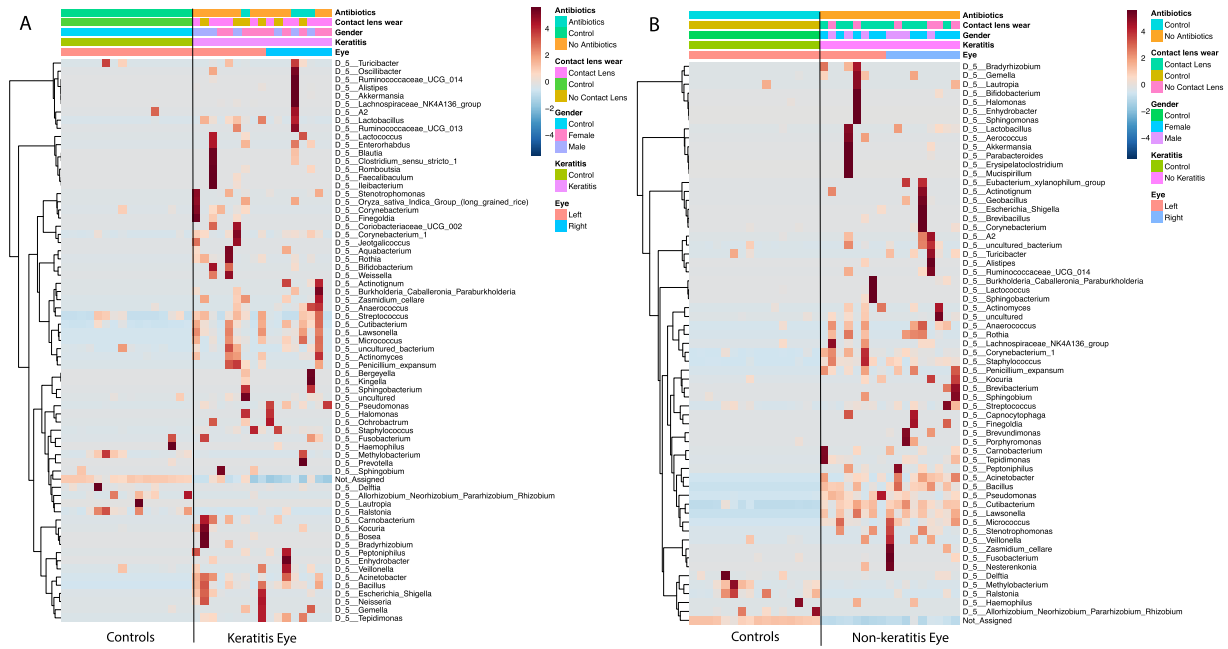 A
Antibiotics
Contact lens wear
Gender
Keratitis
Eye
D_5__Turicibacter
D_5__Oscillibacter
D_5__Ruminococcaceae_UCG_014
D_5__Alistipes
D_5__Akkermansia
D_5__Lachnospiraceae_NK4A136_group
D_5__A2
D_5__Lactobacillus
D_5__Ruminococcaceae_UCG_013
D_5__Lactococcus
D_5__Enterorhabdus
D_5__Blautia
D_5__Clostridium_sensu_stricto_1
D_5__Romboutsia
D_5__Faecalibaculum
D_5__Ileibacterium
D_5__Stenotrophomonas
D_5__Oryza_sativa_Indica_Group_(long_grained_rice)
D_5__Corynebacterium
D_5__Finegoldia
D_5__Coriobacteriaceae_UCG_002
D_5__Corynebacterium_1
D_5__Jeotgalicoccus
D_5__Aquabacterium
D_5__Rothia
D_5__Bifidobacterium
D_5__Weissella
D_5__Actinotignum
D_5__Burkholderia_Caballeronia_Paraburkholderia
D_5__Zasmidium_cellare
D_5__Anaerococcus
D_5__Streptococcus
D_5__Cutibacterium
D_5__Lawsonella
D_5__Micrococcus
D_5__uncultured_bacterium
D_5__Actinomyces
D_5__Penicillium_expansum
D_5__Bergeyella
D_5__Kingella
D_5__Sphingobacterium
D_5__uncultured
D_5__Pseudomonas
D_5__Halomonas
D_5__Ochrobactrum
D_5__Staphylococcus
D_5__Fusobacterium
D_5__Haemophilus
D_5__Methylobacterium
D_5__Prevotella
D_5__Sphingobium
Not_Assigned
D_5__Delftia
D_5__Allorhizobium_Neorhizobium_Pararhizobium_Rhizobium
D_5__Lautropia
D_5__Ralstonia
D_5__Carnobacterium
D_5__Kocuria
D_5__Bosea
D_5__Bradyrhizobium
D_5__Peptoniphilus
D_5__Enhydrobacter
D_5__Veillonella
D_5__Acinetobacter
D_5__Bacillus
D_5__Escherichia_Shigella
D_5__Neisseria
D_5__Gemella
D_5__Tepidimonas
Controls
Keratitis Eye
4
2
0
−2
−4
Antibiotics
Antibiotics
Control
No Antibiotics
Contact lens wear
Contact Lens
Control
No Contact Lens
Gender
Control
Female
Male
Keratitis
Control
Keratitis
Eye
Left
Right
B
Antibiotics
Contact lens wear
Gender
Keratitis
Eye
D_5__Bradyrhizobium
D_5__Gemella
D_5__Lautropia
D_5__Bifidobacterium
D_5__Halomonas
D_5__Enhydrobacter
D_5__Sphingomonas
D_5__Lactobacillus
D_5__Aerococcus
D_5__Akkermansia
D_5__Parabacteroides
D_5__Erysipelatoclostridium
D_5__Mucispirillum
D_5__Eubacterium_xylanophilum_group
D_5__Actinotignum
D_5__Geobacillus
D_5__Escherichia_Shigella
D_5__Brevibacillus
D_5__Corynebacterium
D_5__A2
D_5__uncultured_bacterium
D_5__Turicibacter
D_5__Alistipes
D_5__Ruminococcaceae_UCG_014
D_5__Burkholderia_Caballeronia_Paraburkholderia
D_5__Lactococcus
D_5__Sphingobacterium
D_5__Actinomyces
D_5__uncultured
D_5__Anaerococcus
D_5__Rothia
D_5__Lachnospiraceae_NK4A136_group
D_5__Corynebacterium_1
D_5__Staphylococcus
D_5__Penicillium_expansum
D_5__Kocuria
D_5__Brevibacterium
D_5__Sphingobium
D_5__Streptococcus
D_5__Capnocytophaga
D_5__Finegoldia
D_5__Brevundimonas
D_5__Porphyromonas
D_5__Carnobacterium
D_5__Tepidimonas
D_5__Peptoniphilus
D_5__Acinetobacter
D_5__Bacillus
D_5__Pseudomonas
D_5__Cutibacterium
D_5__Lawsonella
D_5__Micrococcus
D_5__Stenotrophomonas
D_5__Veillonella
D_5__Zasmidium_cellare
D_5__Fusobacterium
D_5__Nesterenkonia
D_5__Delftia
D_5__Methylobacterium
D_5__Ralstonia
D_5__Haemophilus
D_5__Allorhizobium_Neorhizobium_Pararhizobium_Rhizobium
Not_Assigned
Controls
Non-keratitis Eye
4
2
0
−2
−4
Antibiotics
Control
No Antibiotics
Contact lens wear
Contact Lens
Control
No Contact Lens
Gender
Control
Female
Male
Keratitis
Control
No Keratitis
Eye
Left
Right